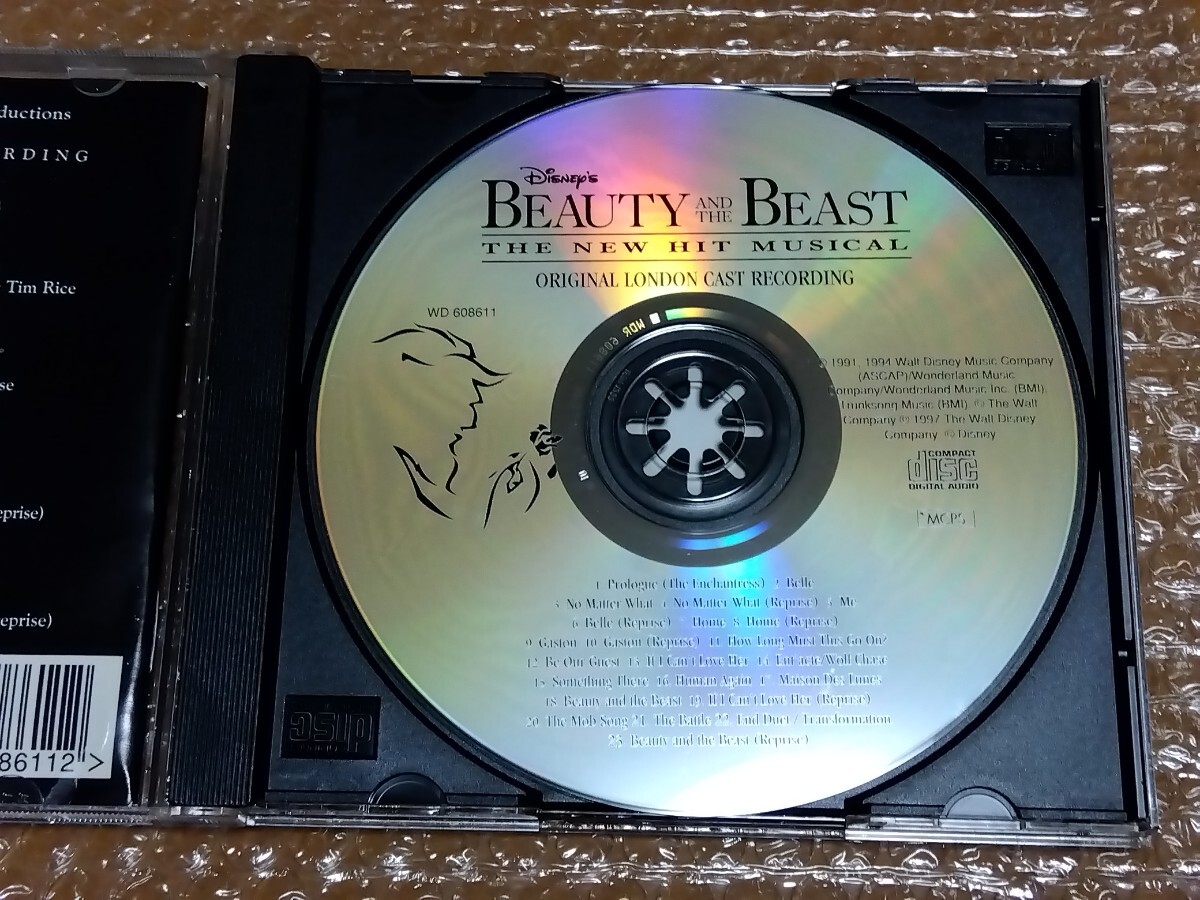 ductions
RDING
Tim Rice
se
eprise)
eprise)
86112 >
Disney's
BEAUTY AND THE BEAST
THE NEW HIT MUSICAL
ORIGINAL LONDON CAST RECORDING
WD 608611
WDR
℗ 1991, 1994 Walt Disney Music Company
(ASCAP)/Wonderland Music
Company/Wonderland Music Inc. (BMI),
Trunksong Music (BMI). ℗ The Walt
Company ℗ 1997 The Walt Disney
Company © Disney
COMPACT
disc
DIGITAL AUDIO
MCPS
1 Prologue (The Enchantress) 2 Belle
3 No Matter What 4 No Matter What (Reprise) 5 Me
6 Belle (Reprise) 7 Home 8 Home (Reprise)
9 Gaston 10 Gaston (Reprise) 11 How Long Must This Go On?
12 Be Our Guest 13 If I Can't Love Her 14 Entr'acte/Wolf Chase
15 Something There 16 Human Again 17 Maison Des Lunes
18 Beauty and the Beast 19 If I Can't Love Her (Reprise)
20 The Mob Song 21 The Battle 22 End Duet / Transformation
23 Beauty and the Beast (Reprise)
disc